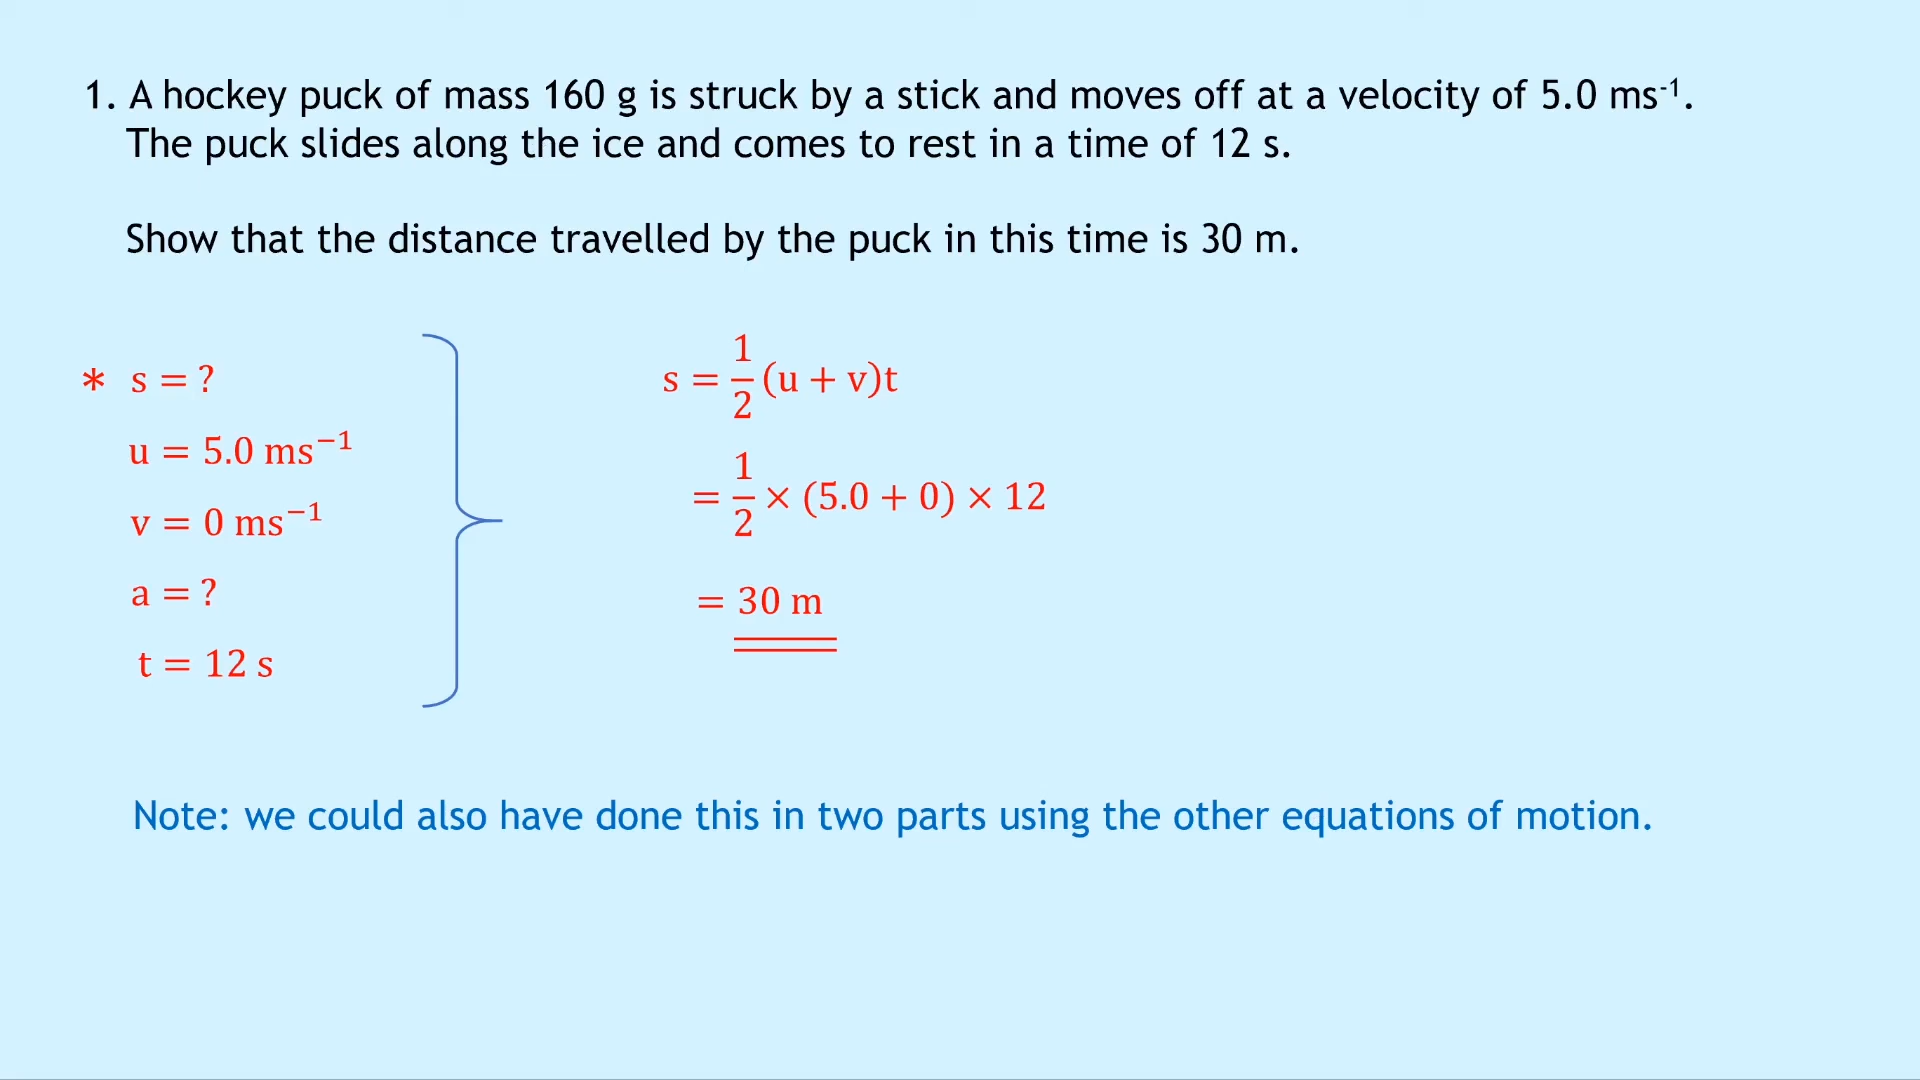 1. A hockey puck of mass 160 g is struck by a stick and moves off at a velocity of 5.0 ms⁻¹.
The puck slides along the ice and comes to rest in a time of 12 s.
Show that the distance travelled by the puck in this time is 30 m.
* s = ?
u = 5.0 ms⁻¹
v = 0 ms⁻¹
a = ?
t = 12 s
s = 1/2 (u + v)t
= 1/2 × (5.0 + 0) × 12
= 30 m
Note: we could also have done this in two parts using the other equations of motion.